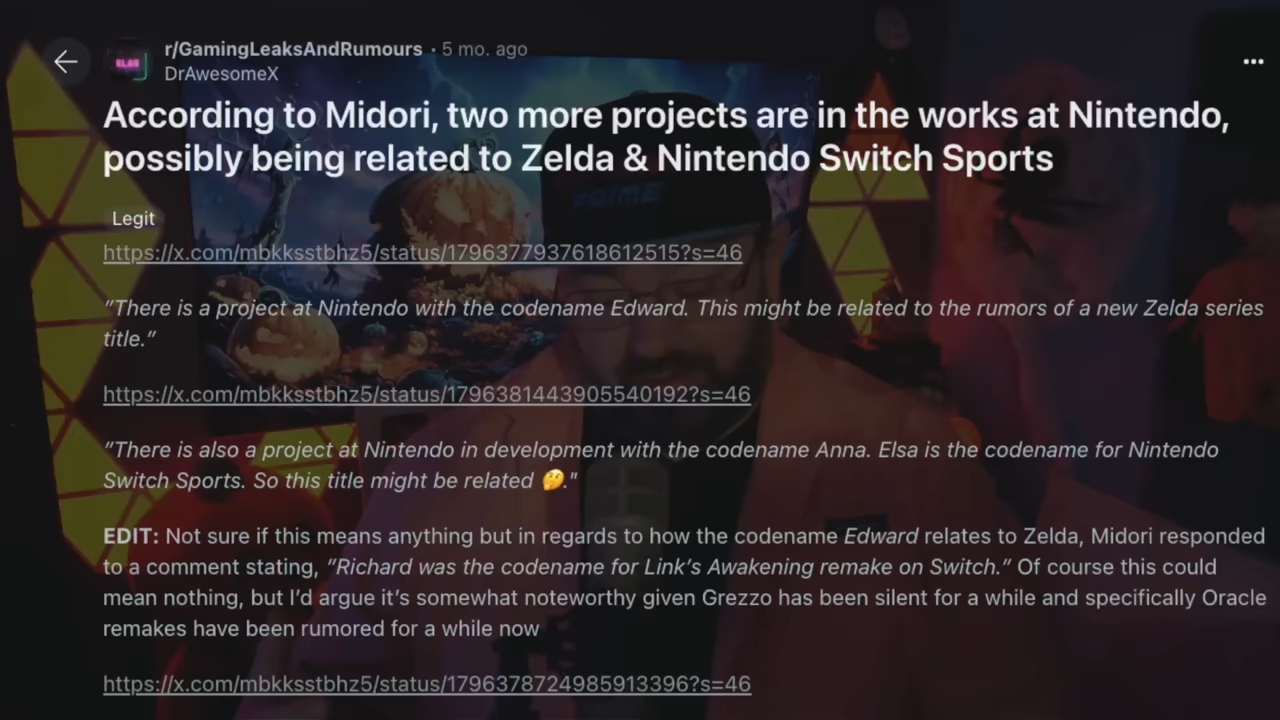 r/GamingLeaksAndRumours · 5 mo. ago
DrAwesomeX
According to Midori, two more projects are in the works at Nintendo,
possibly being related to Zelda & Nintendo Switch Sports
Legit
https://x.com/mbkksstbhz5/status/1796377937618612515?s=46
"There is a project at Nintendo with the codename Edward. This might be related to the rumors of a new Zelda series
title."
https://x.com/mbkksstbhz5/status/1796381443905540192?s=46
"There is also a project at Nintendo in development with the codename Anna. Elsa is the codename for Nintendo
Switch Sports. So this title might be related 🤔."
EDIT: Not sure if this means anything but in regards to how the codename Edward relates to Zelda, Midori responded
to a comment stating, "Richard was the codename for Link's Awakening remake on Switch." Of course this could
mean nothing, but I'd argue it's somewhat noteworthy given Grezzo has been silent for a while and specifically Oracle
remakes have been rumored for a while now
https://x.com/mbkksstbhz5/status/1796378724985913396?s=46